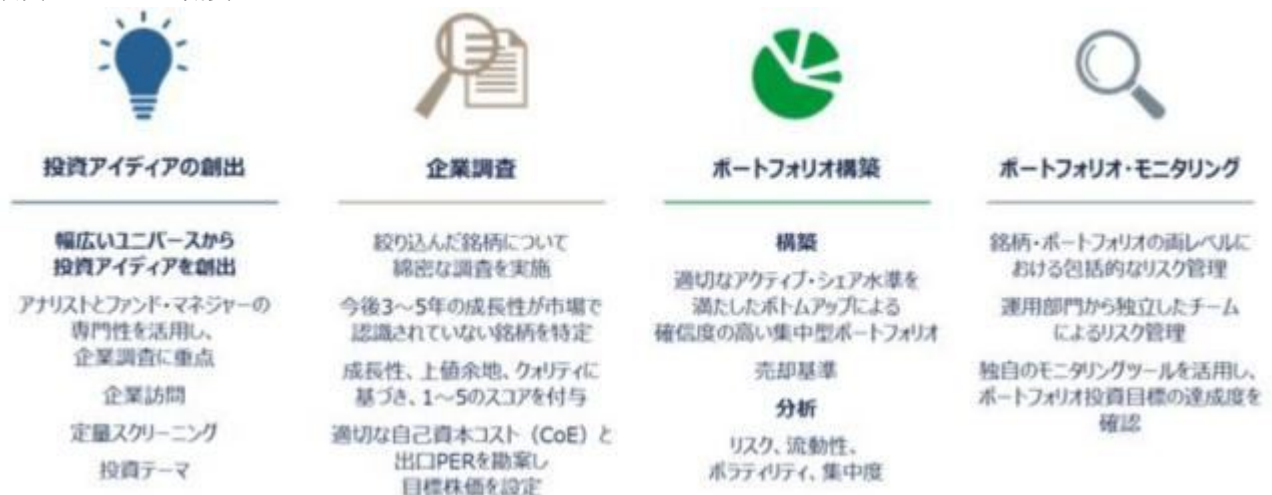 投資アイディアの創出
幅広いユニバースから
投資アイディアを創出
アナリストとファンド・マネジャーの
専門性を活用し、
企業調査に重点
企業訪問
定量スクリーニング
投資テーマ
企業調査
絞り込んだ銘柄について
綿密な調査を実施
今後3～5年の成長性が市場で
認識されていない銘柄を特定
成長性、上値余地、クォリティに
基づき、1～5のスコアを付与
適切な自己資本コスト（CoE）と
出口PERを勘案し
目標株価を設定
ポートフォリオ構築
構築
適切なアクティブ・シェア水準を
満たしたボトムアップによる
確信度の高い集中型ポートフォリオ
売却基準
分析
リスク、流動性、
ボラティリティ、集中度
ポートフォリオ・モニタリング
銘柄・ポートフォリオの両レベルに
おける包括的なリスク管理
運用部門から独立したチーム
によるリスク管理
独自のモニタリングツールを活用し、
ポートフォリオ投資目標の達成度を
確認